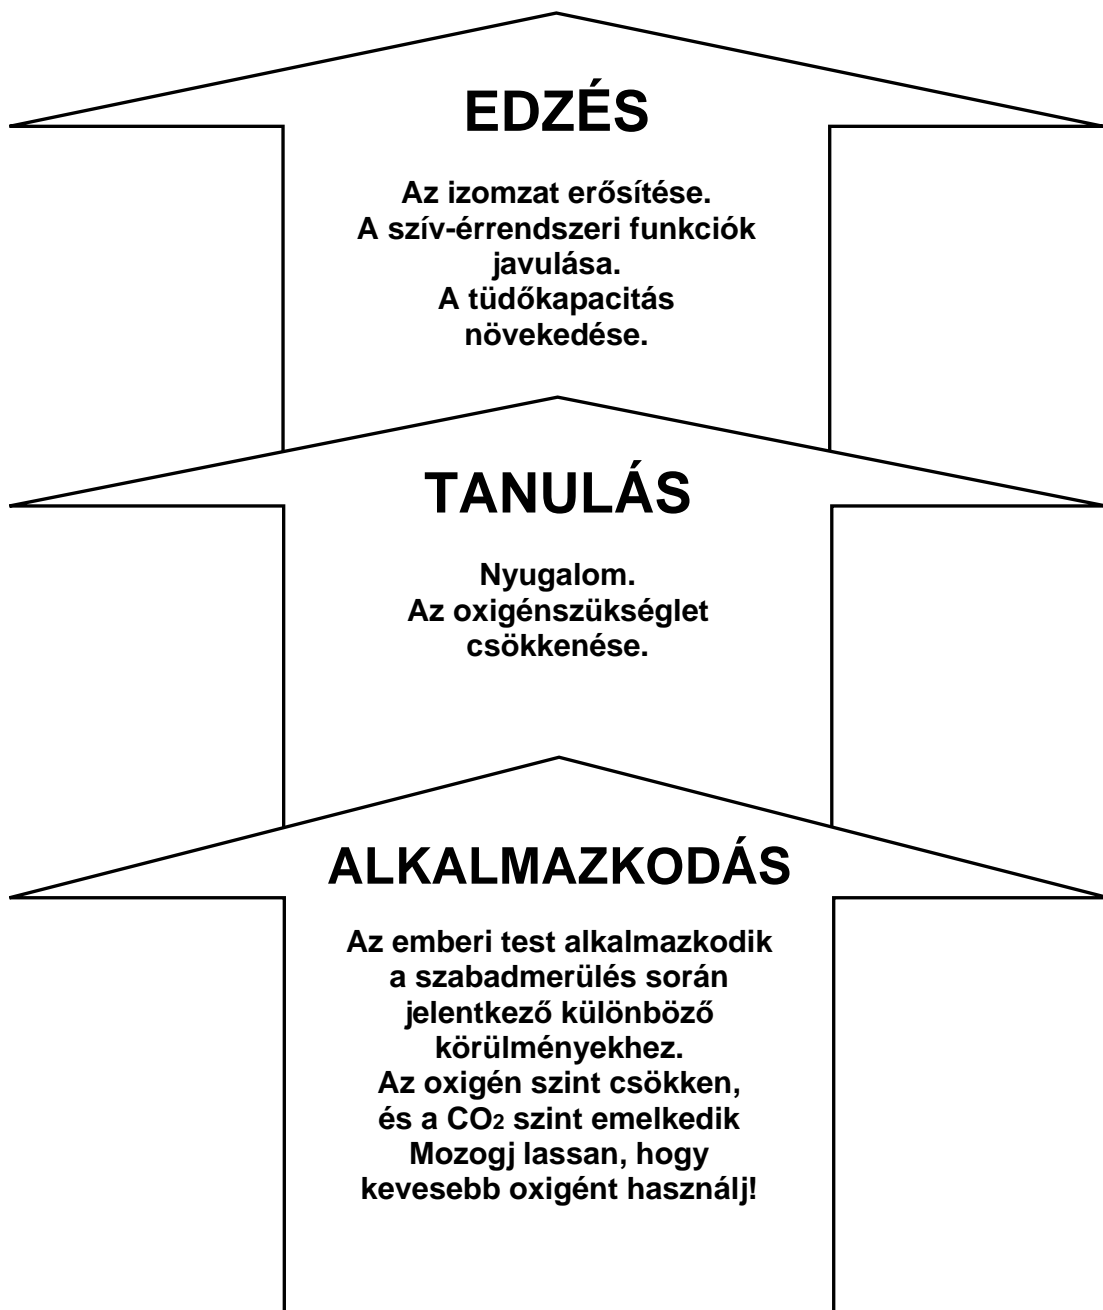 EDZÉS
Az izomzat erősítése.
A szív-érrendszeri funkciók
javulása.
A tüdőkapacitás
növekedése.
TANULÁS
Nyugalom.
Az oxigénszükséglet
csökkenése.
ALKALMAZKODÁS
Az emberi test alkalmazkodik
a szabadmerülés során
jelentkező különböző
körülményekhez.
Az oxigén szint csökken,
és a CO2 szint emelkedik
Mozogj lassan, hogy
kevesebb oxigént használj!